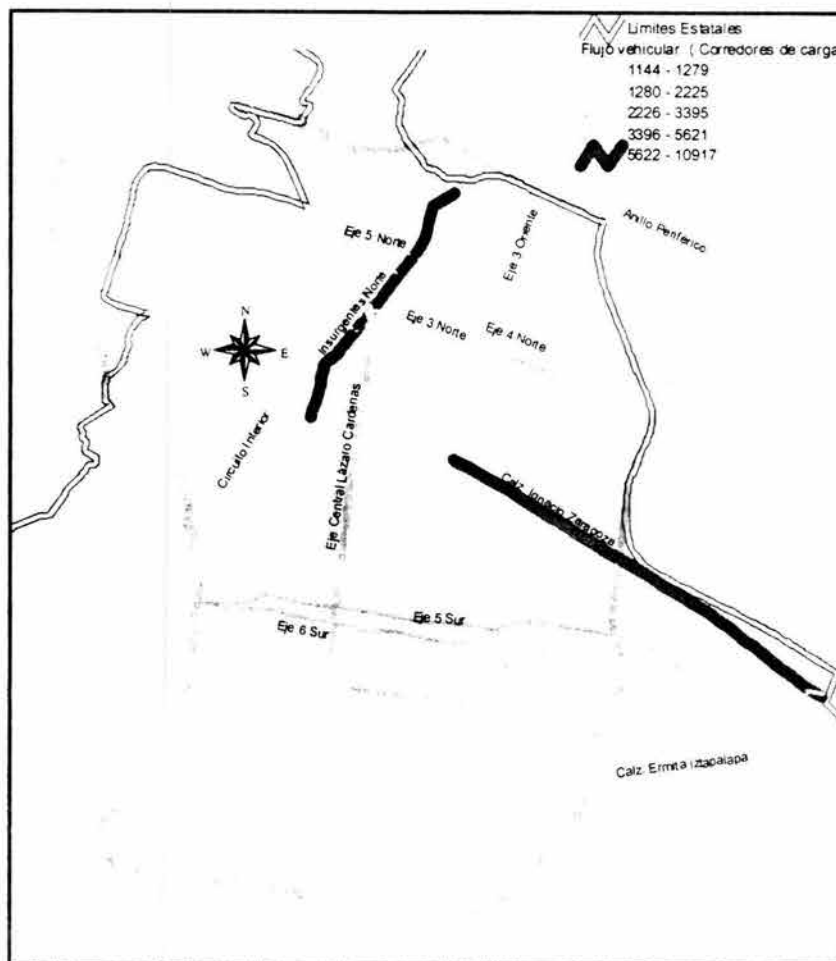 Limites Estatales
Flujo vehicular ( Corredores de carga
1144 - 1279
1280 - 2225
2226 - 3395
3396 - 5621
5622 - 10917
Anillo Periférico
Eje 3 Oriente
Eje 5 Norte
Insurgentes Norte
Eje 3 Norte
Eje 4 Norte
N
W
E
S
Circuito Interior
Eje Central Lázaro Cardenas
Calz. Ignacio Zaragoza
Eje 5 Sur
Eje 6 Sur
Calz. Ermita Iztapalapa